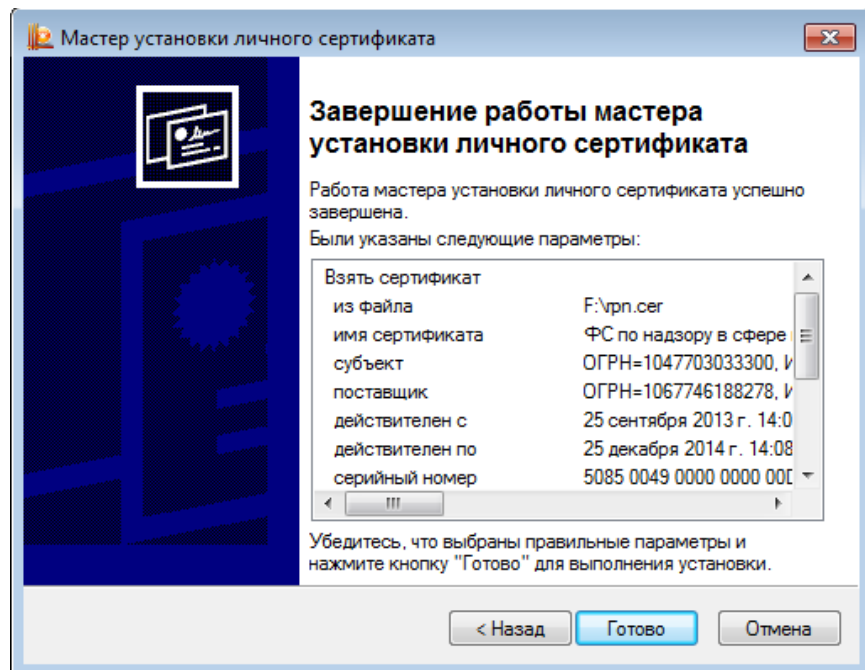 Мастер установки личного сертификата
Завершение работы мастера
установки личного сертификата
Работа мастера установки личного сертификата успешно
завершена.
Были указаны следующие параметры:
Взять сертификат
из файла F:\rpn.cer
имя сертификата ФС по надзору в сфере
субъект ОГРН=1047703033300, И
поставщик ОГРН=1067746188278, И
действителен с 25 сентября 2013 г. 14:0
действителен по 25 декабря 2014 г. 14:08
серийный номер 5085 0049 0000 0000 00D
Убедитесь, что выбраны правильные параметры и
нажмите кнопку "Готово" для выполнения установки.
< Назад Готово Отмена